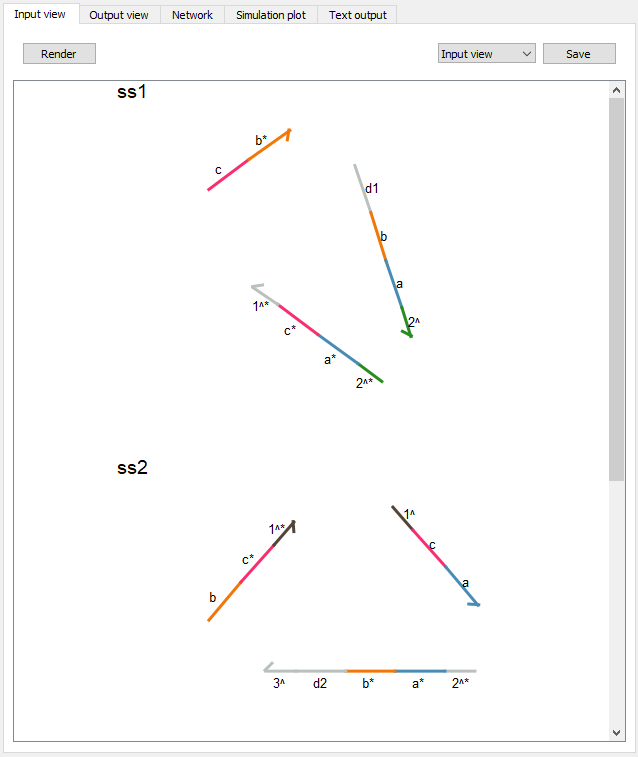 Input view Output view Network Simulation plot Text output
Render Input view Save
ss1
c b*
d1
b
a
2^
1^*
c*
a*
2^*
ss2
1^*
c*
b
1^
c
a
3^ d2 b* a* 2^*